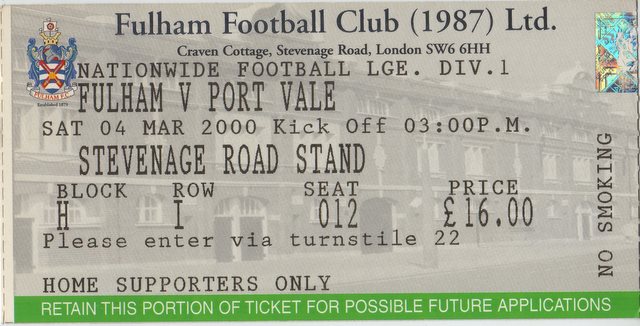 Fulham Football Club (1987) Ltd.
Craven Cottage, Stevenage Road, London SW6 6HH
FULHAM F.C.
Established 1879
NATIONWIDE FOOTBALL LGE. DIV.1
FULHAM V PORT VALE
SAT 04 MAR 2000 Kick Off 03:00P.M.
STEVENAGE ROAD STAND
BLOCK ROW SEAT PRICE
H I 012 £16.00
Please enter via turnstile 22
HOME SUPPORTERS ONLY
NO SMOKING
RETAIN THIS PORTION OF TICKET FOR POSSIBLE FUTURE APPLICATIONS